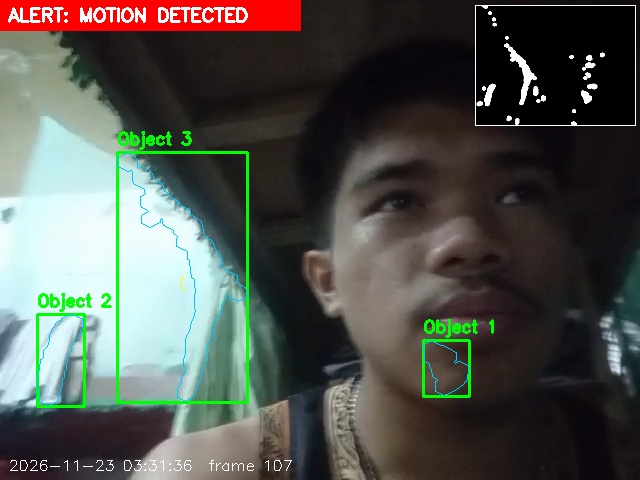 ALERT: MOTION DETECTED
Object 3
Object 2
Object 1
2026-11-23 03:31:36 frame 107